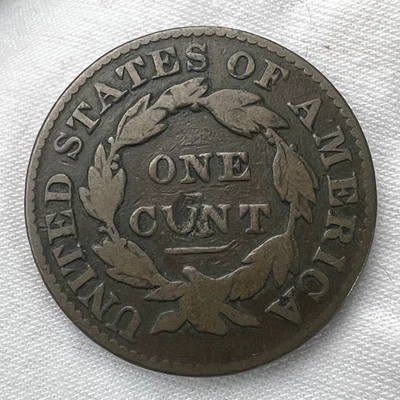 UNITED STATES OF AMERICA
ONE
CUNT